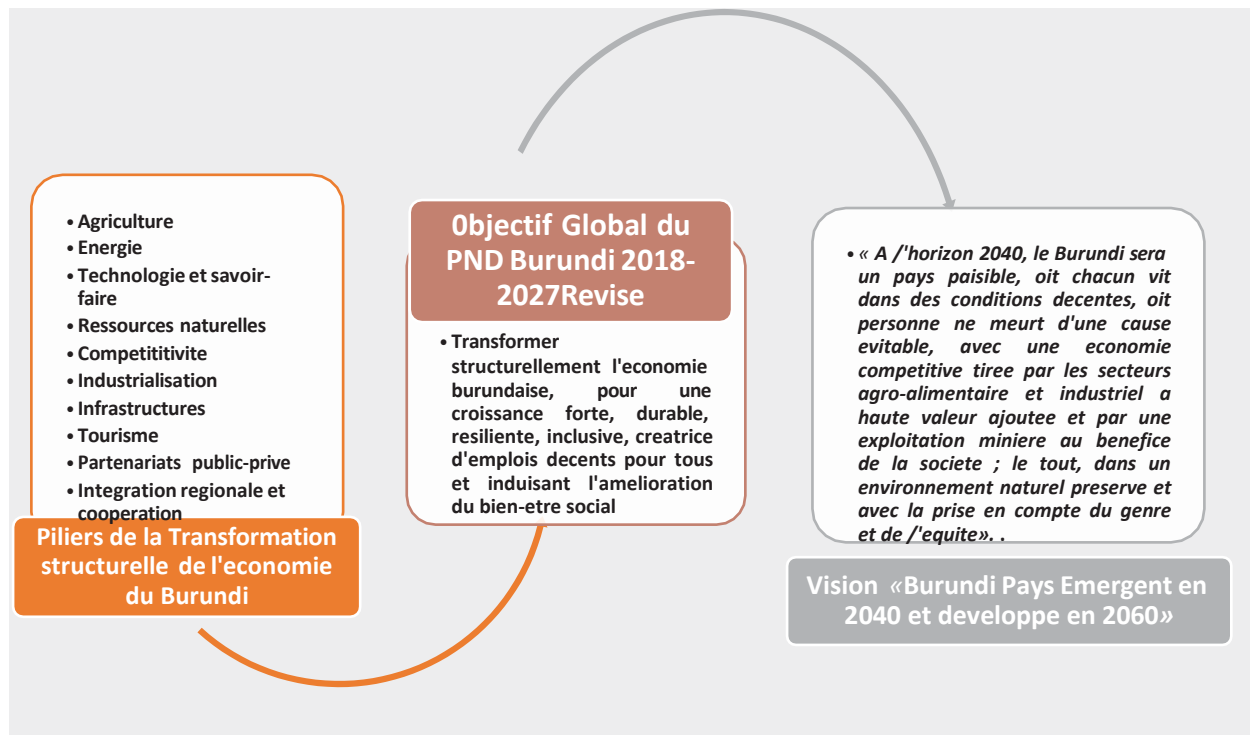 • Agriculture
• Energie
• Technologie et savoir-
faire
• Ressources naturelles
• Competititivite
• Industrialisation
• Infrastructures
• Tourisme
• Partenariats public-prive
• Integration regionale et
cooperation
Piliers de la Transformation
structurelle de l'economie
du Burundi
0bjectif Global du
PND Burundi 2018-
2027Revise
• Transformer
structurellement l'economie
burundaise, pour une
croissance forte, durable,
resiliente, inclusive, creatrice
d'emplois decents pour tous
et induisant l'amelioration
du bien-etre social
• « A /'horizon 2040, le Burundi sera
un pays paisible, oit chacun vit
dans des conditions decentes, oit
personne ne meurt d'une cause
evitable, avec une economie
competitive tiree par les secteurs
agro-alimentaire et industriel a
haute valeur ajoutee et par une
exploitation miniere au benefice
de la societe ; le tout, dans un
environnement naturel preserve et
avec la prise en compte du genre
et de /'equite». .
Vision «Burundi Pays Emergent en
2040 et developpe en 2060»